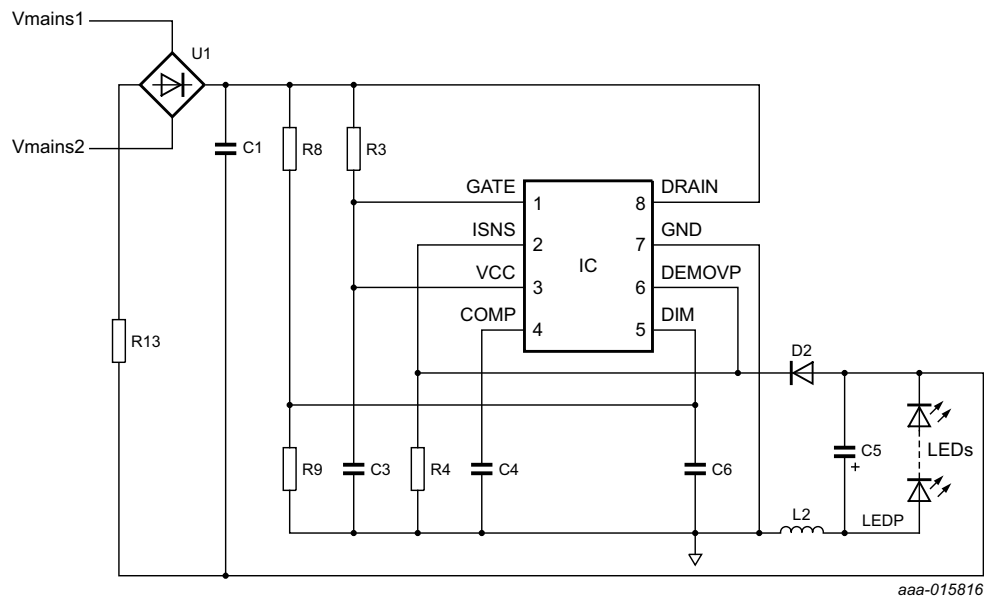 Vmains1
U1
Vmains2
C1
R8
R3
GATE
DRAIN
1
8
ISNS
GND
2
7
IC
VCC
DEMOVP
3
6
COMP
DIM
4
5
R13
D2
R9
C3
R4
C4
C6
C5
+
LEDs
L2
LEDP
aaa-015816